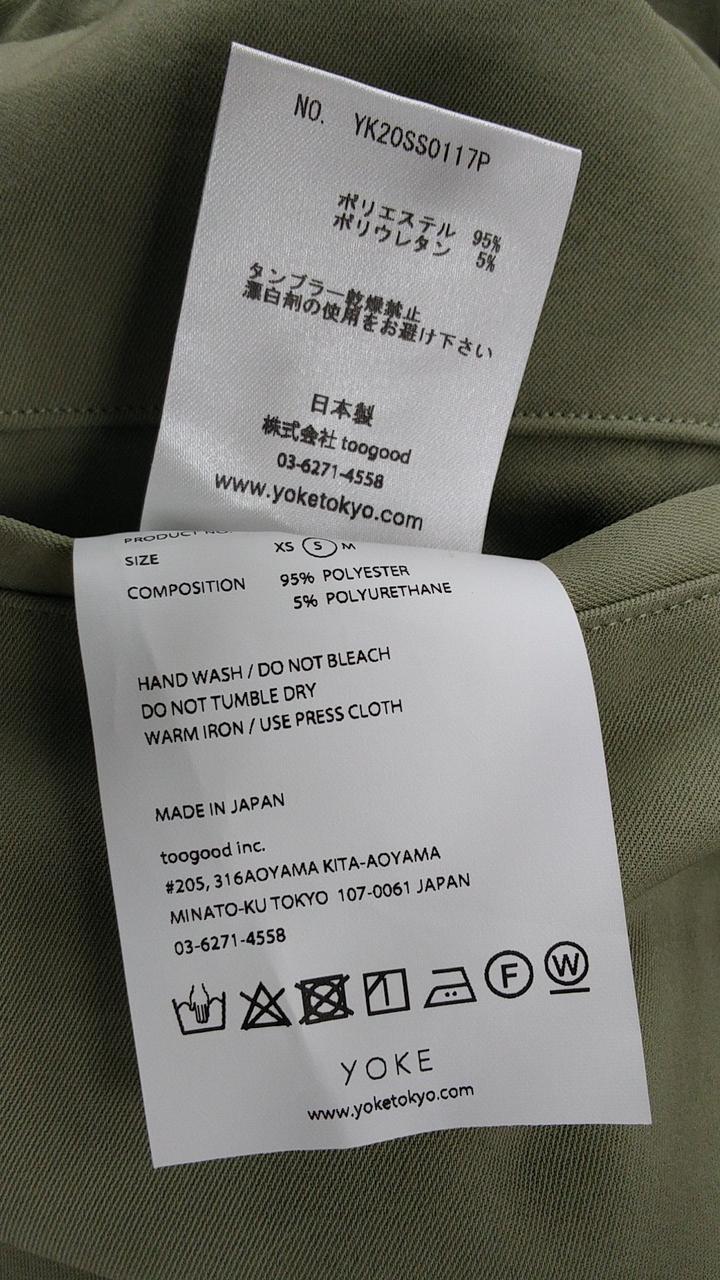 NO. YK20SS0117P
ポリエステル 95%
ポリウレタン 5%
タンブラー乾燥禁止
漂白剤の使用をお避け下さい
日本製
株式会社 toogood
03-6271-4558
www.yoketokyo.com
PRODUCT NO.
SIZE XS S M
COMPOSITION 95% POLYESTER
5% POLYURETHANE
HAND WASH / DO NOT BLEACH
DO NOT TUMBLE DRY
WARM IRON / USE PRESS CLOTH
MADE IN JAPAN
toogood inc.
#205, 316AOYAMA KITA-AOYAMA
MINATO-KU TOKYO 107-0061 JAPAN
03-6271-4558
F W
YOKE
www.yoketokyo.com